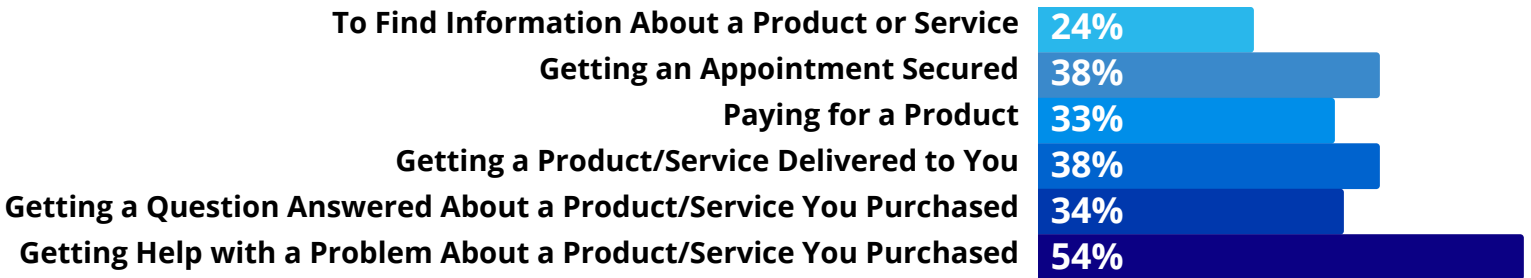 To Find Information About a Product or Service 24%
Getting an Appointment Secured 38%
Paying for a Product 33%
Getting a Product/Service Delivered to You 38%
Getting a Question Answered About a Product/Service You Purchased 34%
Getting Help with a Problem About a Product/Service You Purchased 54%